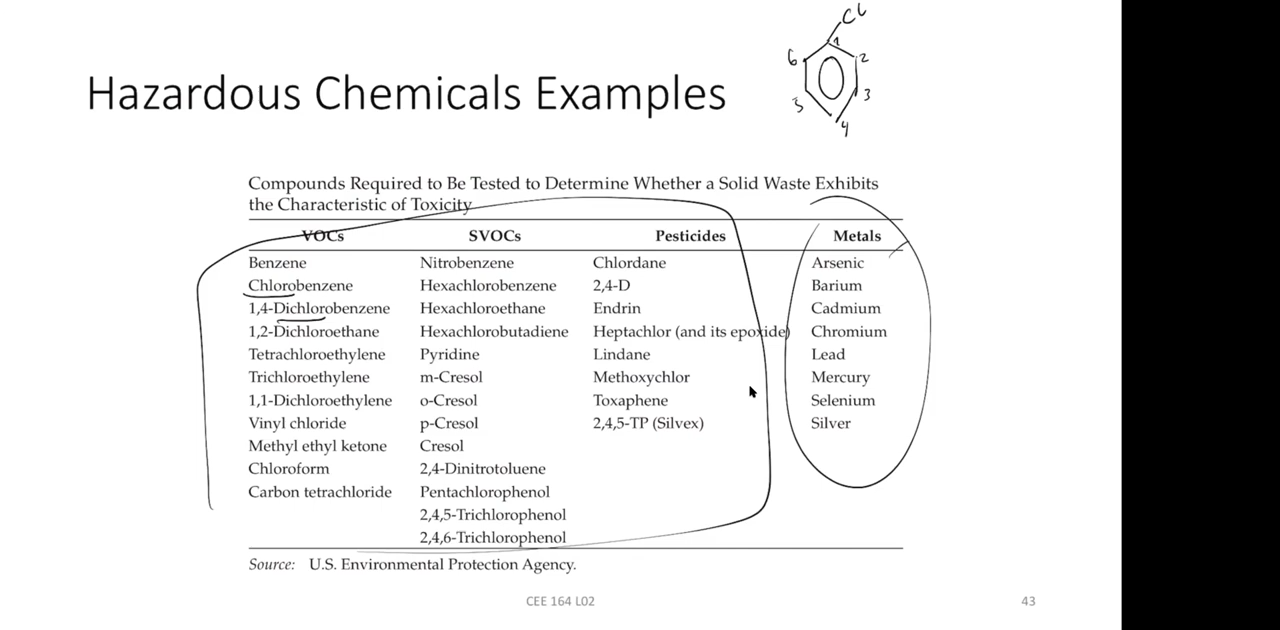 Cl
1
6 2
3 3
4
Hazardous Chemicals Examples
Compounds Required to Be Tested to Determine Whether a Solid Waste Exhibits
the Characteristic of Toxicity
VOCs SVOCs Pesticides Metals
Benzene Nitrobenzene Chlordane Arsenic
Chlorobenzene Hexachlorobenzene 2,4-D Barium
1,4-Dichlorobenzene Hexachloroethane Endrin Cadmium
1,2-Dichloroethane Hexachlorobutadiene Heptachlor (and its epoxide) Chromium
Tetrachloroethylene Pyridine Lindane Lead
Trichloroethylene m-Cresol Methoxychlor Mercury
1,1-Dichloroethylene o-Cresol Toxaphene Selenium
Vinyl chloride p-Cresol 2,4,5-TP (Silvex) Silver
Methyl ethyl ketone Cresol
Chloroform 2,4-Dinitrotoluene
Carbon tetrachloride Pentachlorophenol
2,4,5-Trichlorophenol
2,4,6-Trichlorophenol
Source: U.S. Environmental Protection Agency.
CEE 164 L02 43